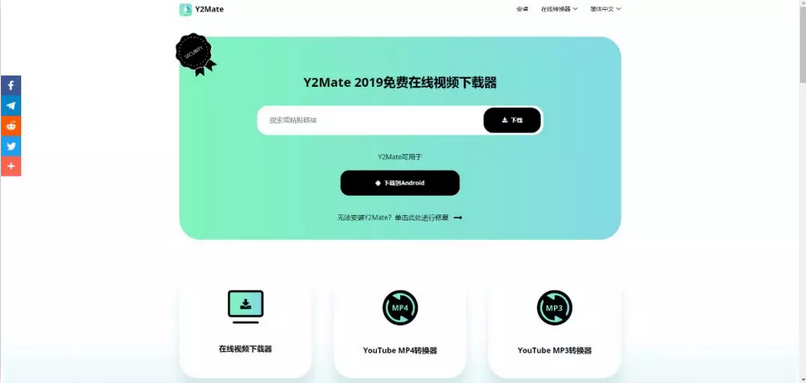 Y2Mate
安卓
在线转换器
简体中文
SECURITY
Y2Mate 2019免费在线视频下载器
搜索或粘贴链接
下载
Y2Mate可用于
下载到Android
无法安装Y2Mate？单击此处进行修复
MP4
MP3
在线视频下载器
YouTube MP4转换器
YouTube MP3转换器